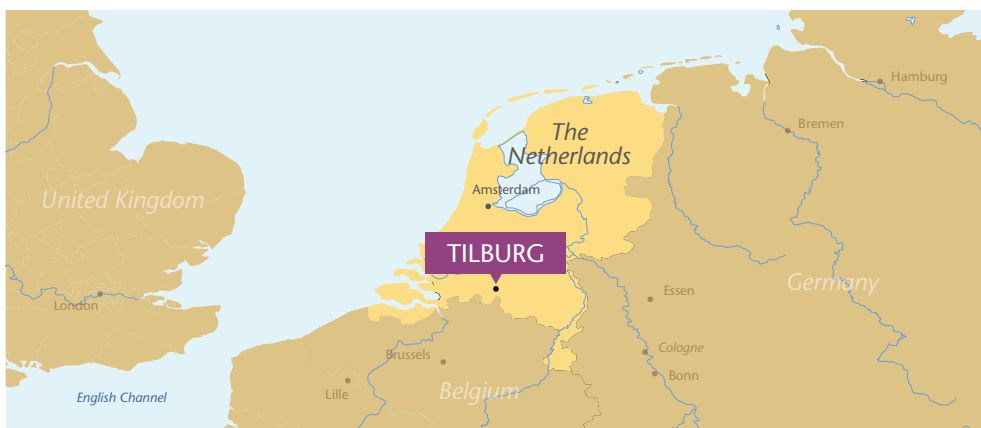 Hamburg
Bremen
The
Netherlands
Amsterdam
United Kingdom
TILBURG
Germany
Essen
London
Cologne
Brussels
Bonn
Belgium
Lille
English Channel